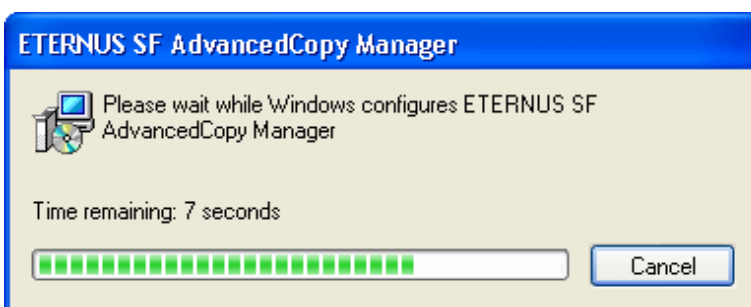 ETERNUS SF AdvancedCopy Manager
Please wait while Windows configures ETERNUS SF
AdvancedCopy Manager
Time remaining: 7 seconds
Cancel